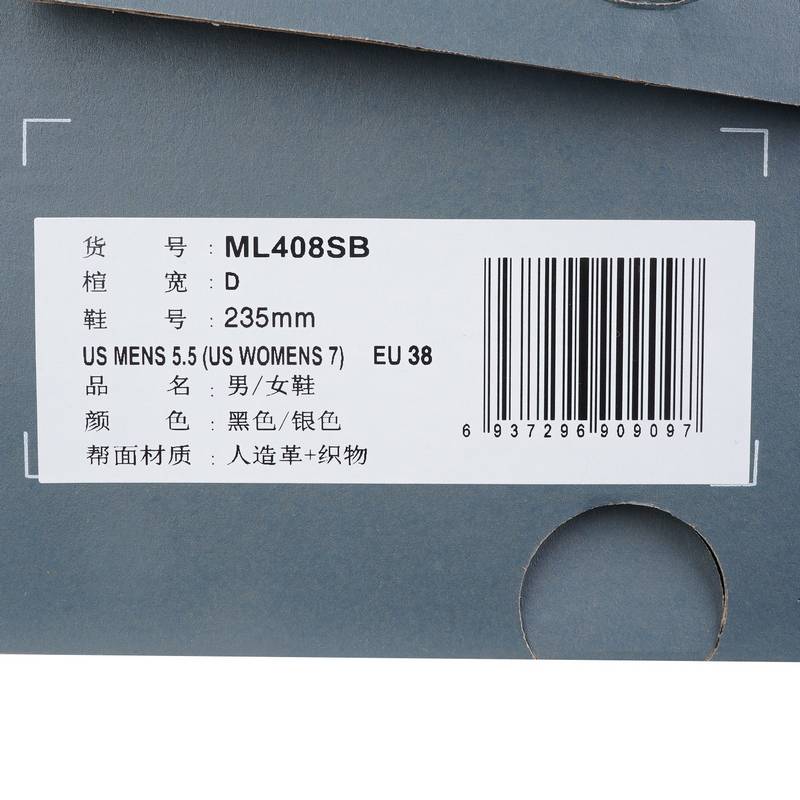 货 号：ML408SB
楦 宽：D
鞋 号：235mm
US MENS 5.5 (US WOMENS 7) EU 38
品 名：男/女鞋
颜 色：黑色/银色
帮面材质：人造革+织物
6 937296 909097